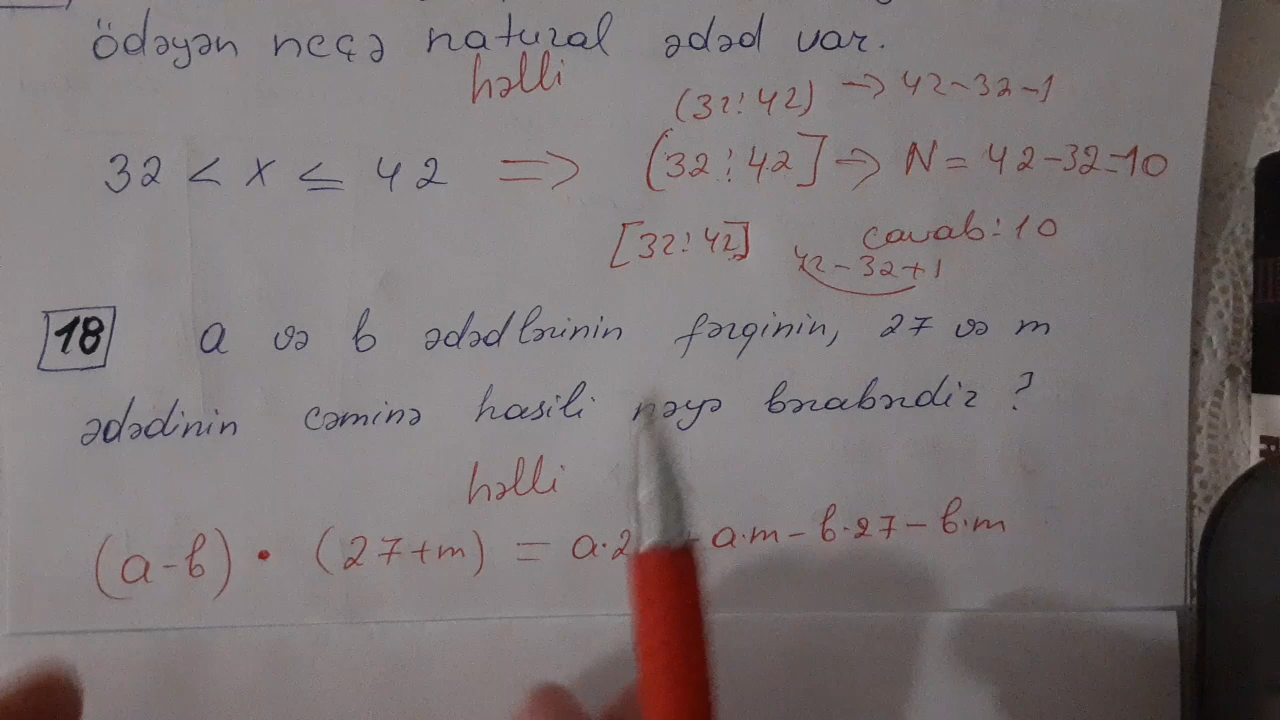 ödəyən neçə natural ədəd var.
həlli
(32; 42) → 42-32-1
32 < x ≤ 42 => (32; 42] => N = 42-32=10
[32; 42] cavab: 10
42-32+1
18 a və b ədədlərinin fərqinin, 27 və m
ədədinin cəminə hasili nəyə bərabərdir ?
həlli
(a-b) • (27+m) = a·2 a·m - b·27 - b·m